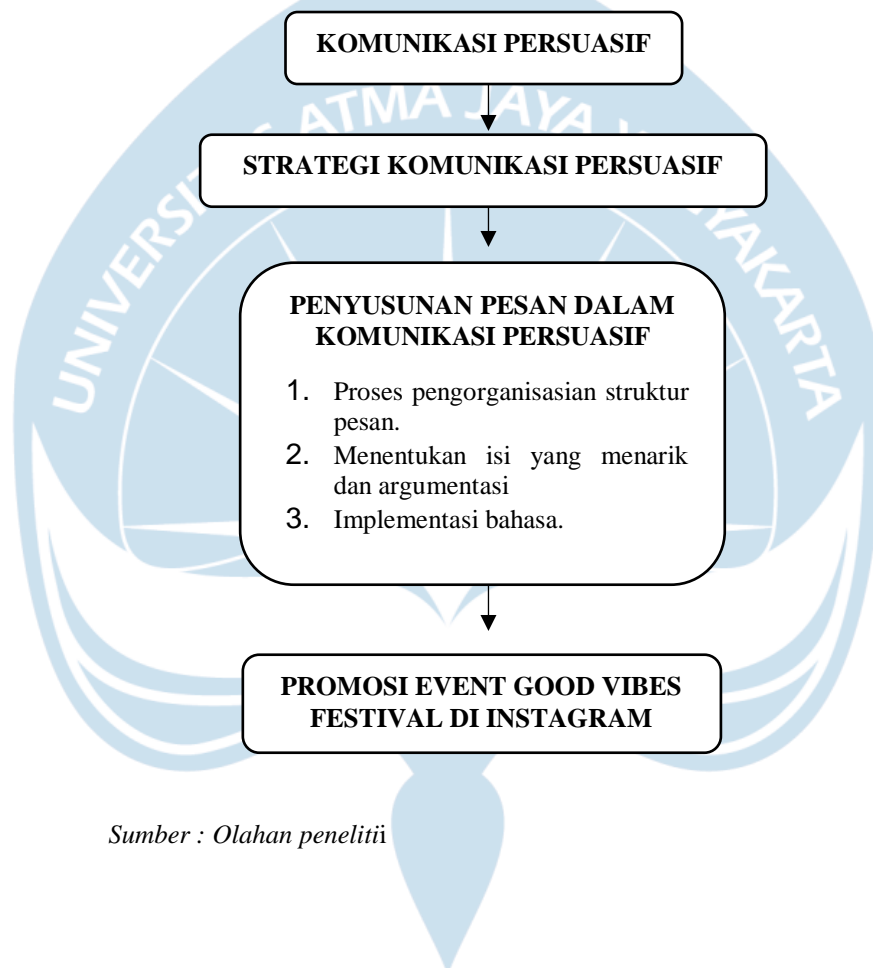 KOMUNIKASI PERSUASIF
STRATEGI KOMUNIKASI PERSUASIF
PENYUSUNAN PESAN DALAM
KOMUNIKASI PERSUASIF
1. Proses pengorganisasian struktur
pesan.
2. Menentukan isi yang menarik
dan argumentasi
3. Implementasi bahasa.
PROMOSI EVENT GOOD VIBES
FESTIVAL DI INSTAGRAM
Sumber : Olahan peneliti